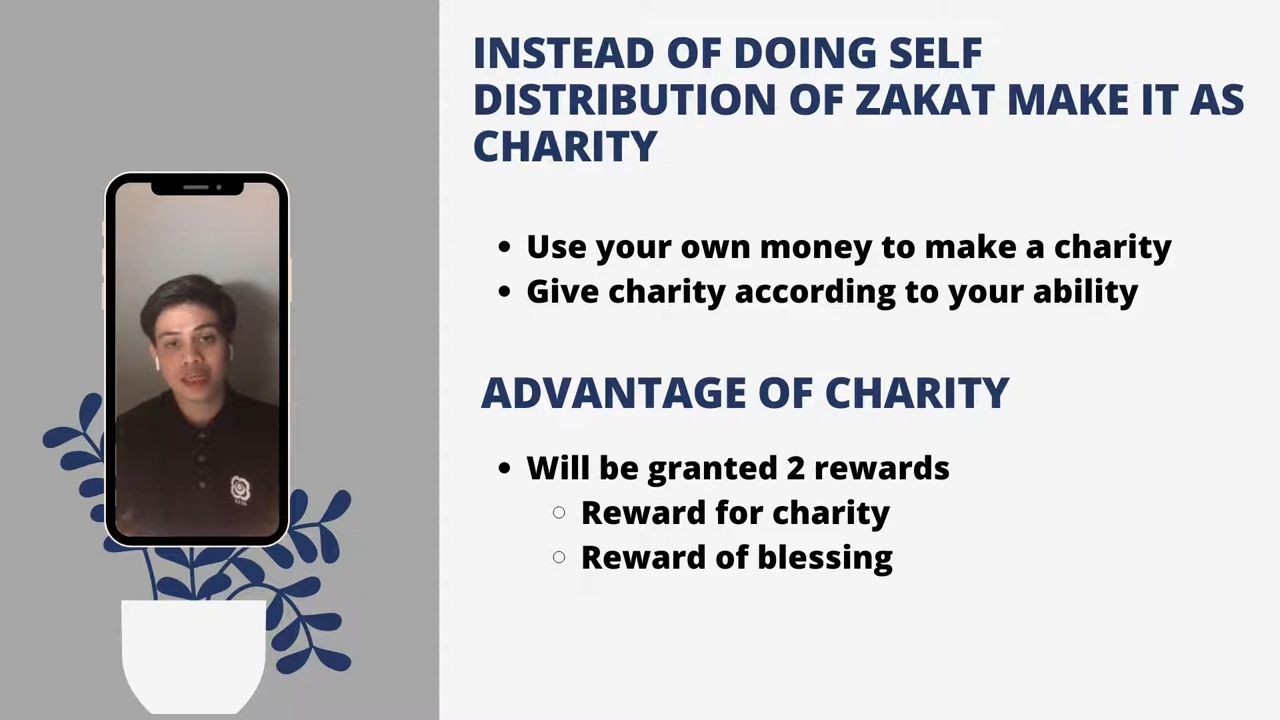 INSTEAD OF DOING SELF
DISTRIBUTION OF ZAKAT MAKE IT AS
CHARITY
• Use your own money to make a charity
• Give charity according to your ability
ADVANTAGE OF CHARITY
• Will be granted 2 rewards
○ Reward for charity
○ Reward of blessing